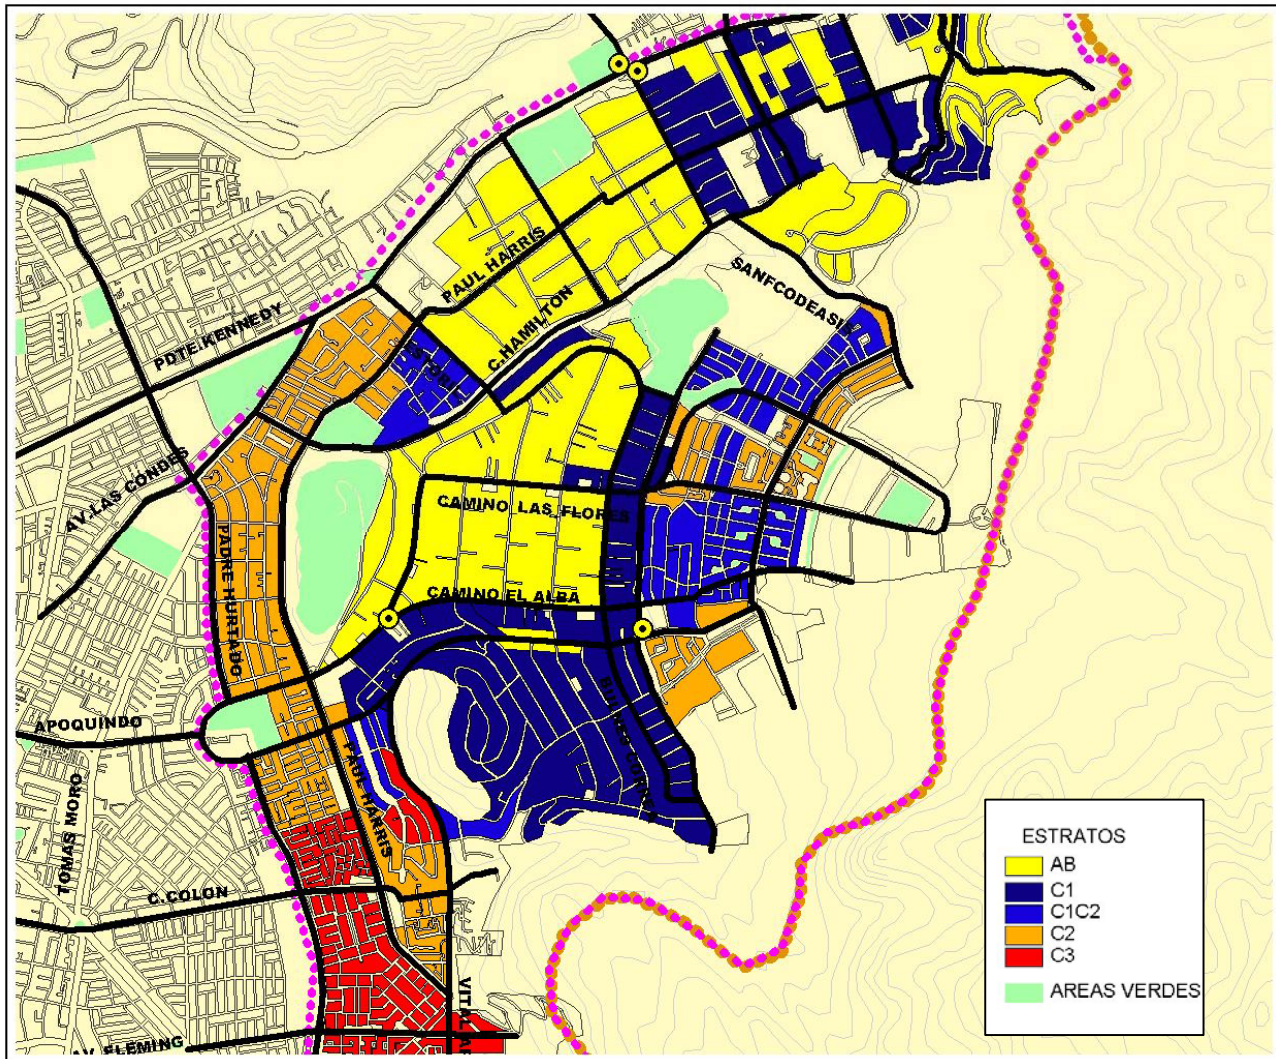 SANFCODEASIS
PAUL HARRIS
PDTE.KENNEDY
C.HAMILTON
ESTORIL
AV.LAS CONDES
CAMINO LAS FLORES
PADRE HURTADO
CAMINO EL ALBA
APOQUINDO
PAUL HARRIS
TOMAS MORO
C.COLON
AV. FLEMING
ESTRATOS
AB
C1
C1C2
C2
C3
AREAS VERDES